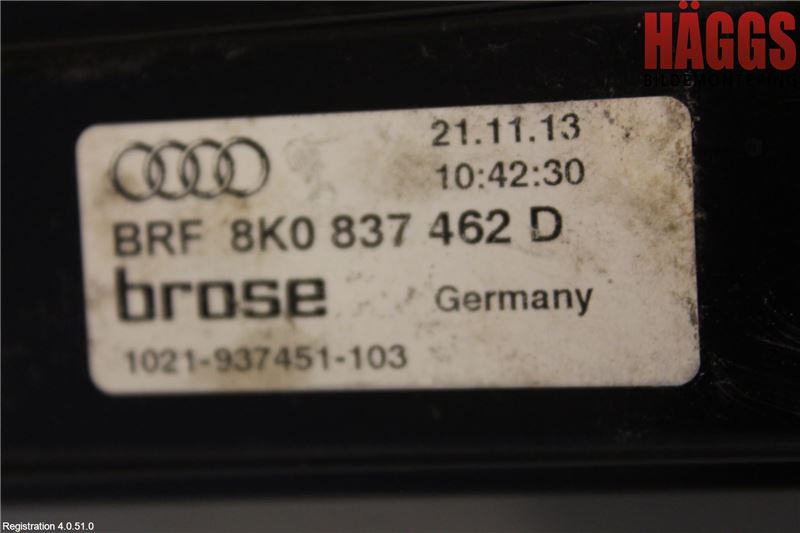 HÄGGS
BILDEMONTERING
21.11.13
10:42:30
BRF 8K0 837 462 D
brose
Germany
1021-937451-103
Registration 4.0.51.0